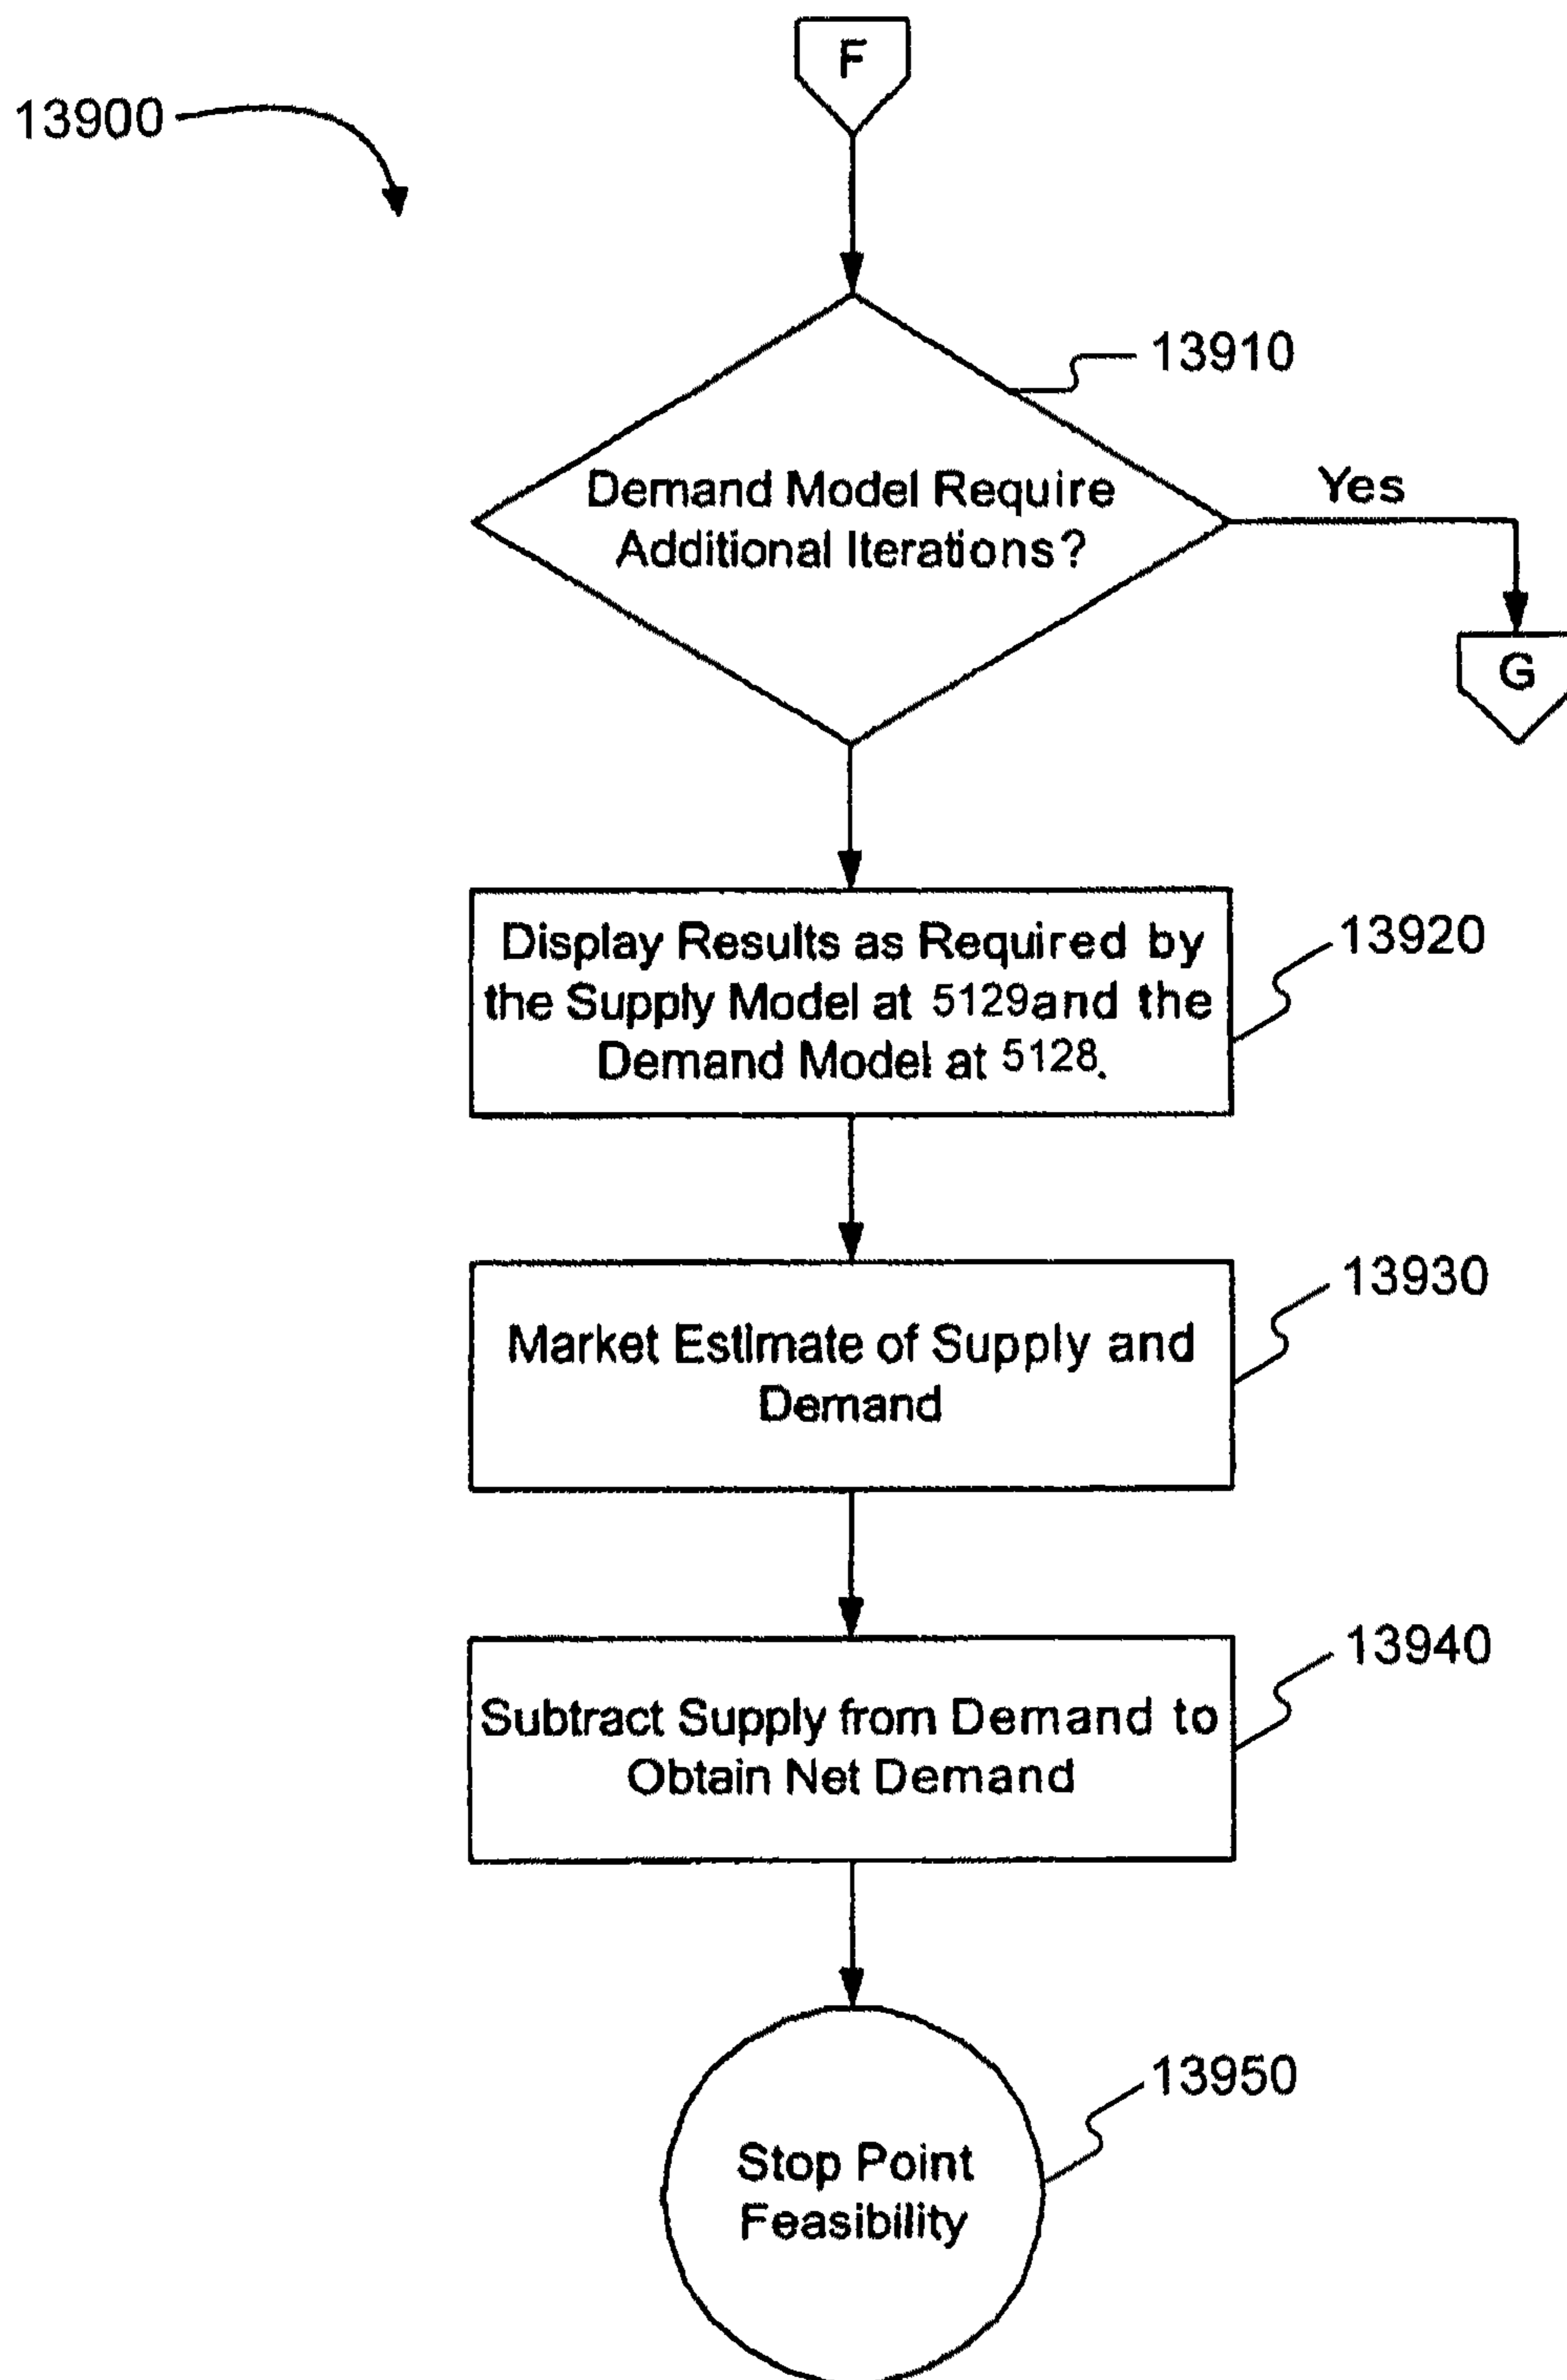 F
13900
13910
Demand Model Require
Additional Iterations?
Yes
G
Display Results as Required by
the Supply Model at 5129and the
Demand Model at 5128.
13920
Market Estimate of Supply and
Demand
13930
Subtract Supply from Demand to
Obtain Net Demand
13940
Stop Point
Feasibility
13950